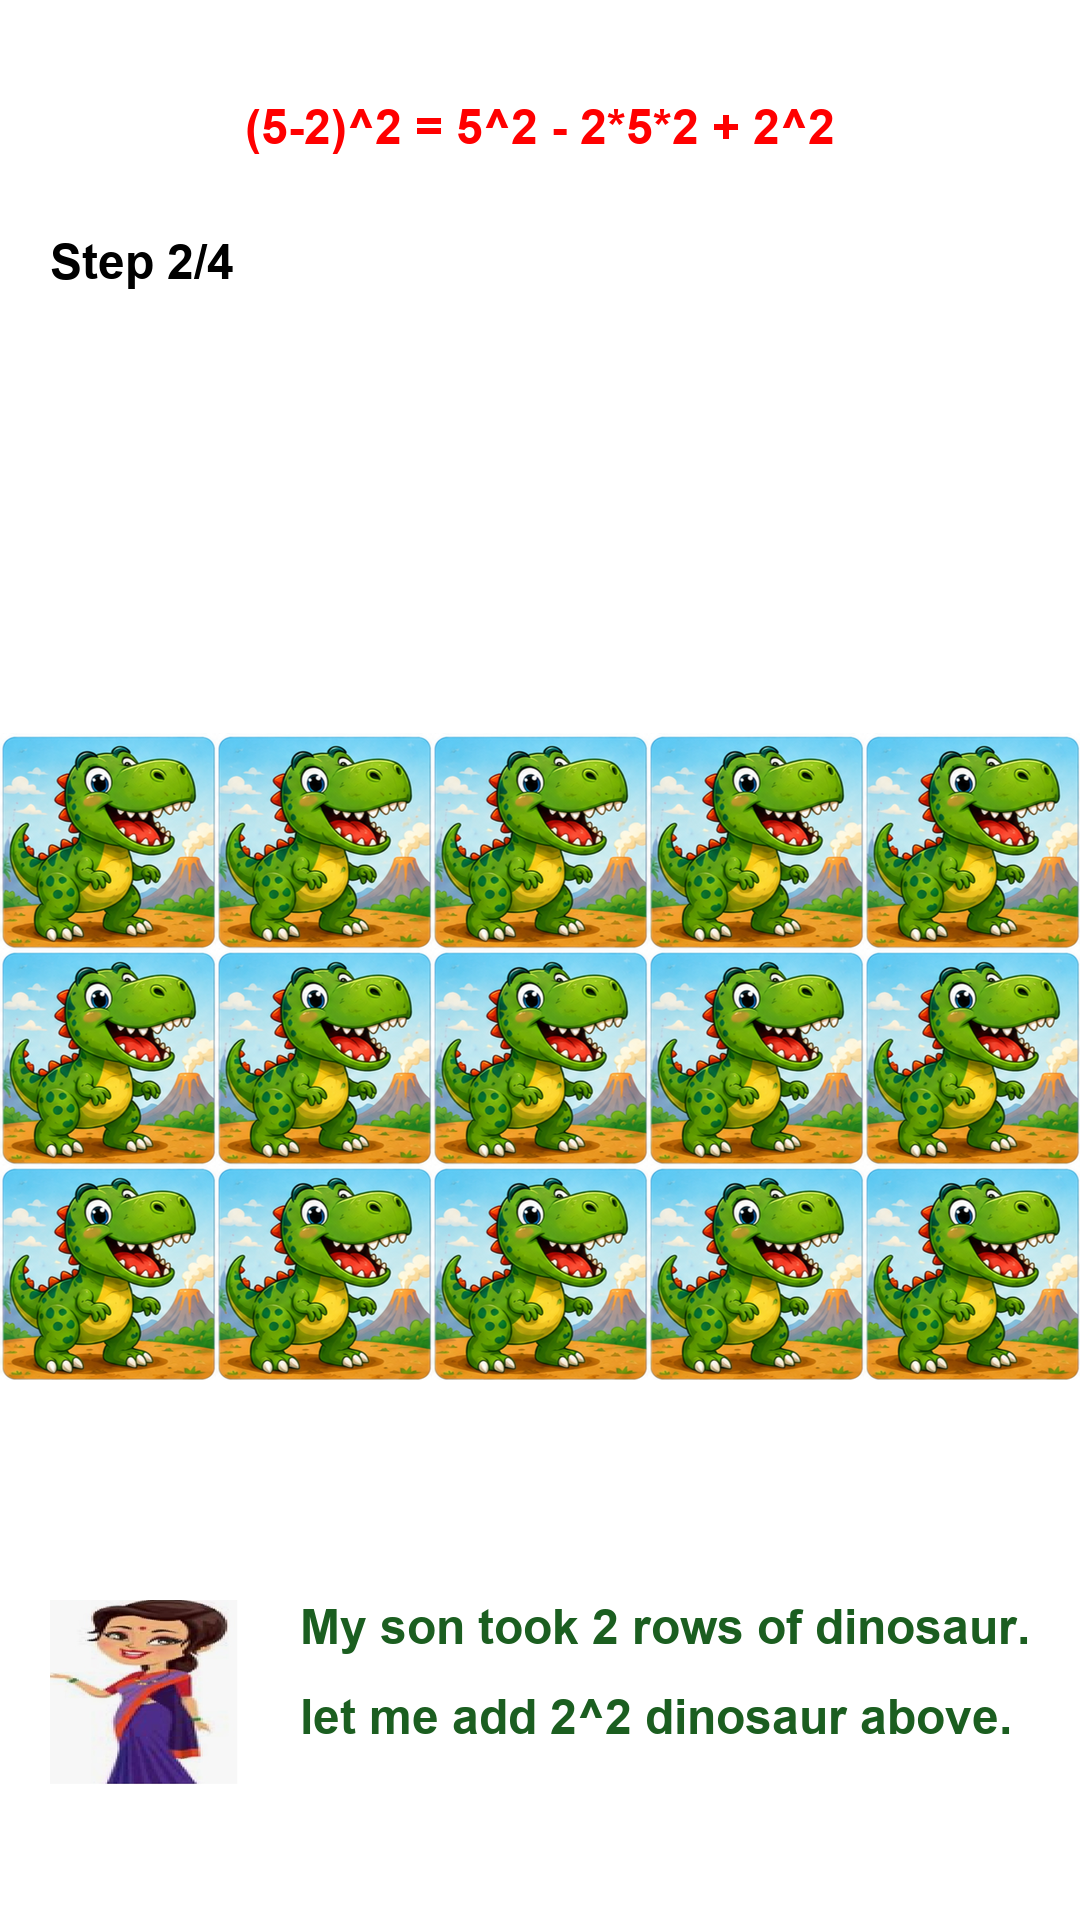 (5-2)^2 = 5^2 - 2*5*2 + 2^2
Step 2/4
My son took 2 rows of dinosaur.
let me add 2^2 dinosaur above.